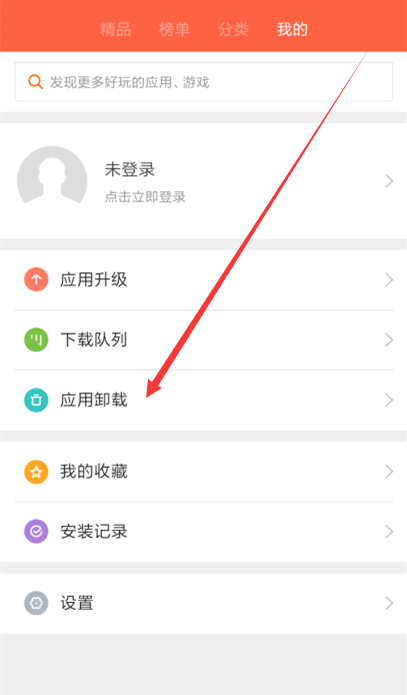 精品 榜单 分类 我的
发现更多好玩的应用、游戏
未登录
点击立即登录
应用升级
下载队列
应用卸载
我的收藏
安装记录
设置